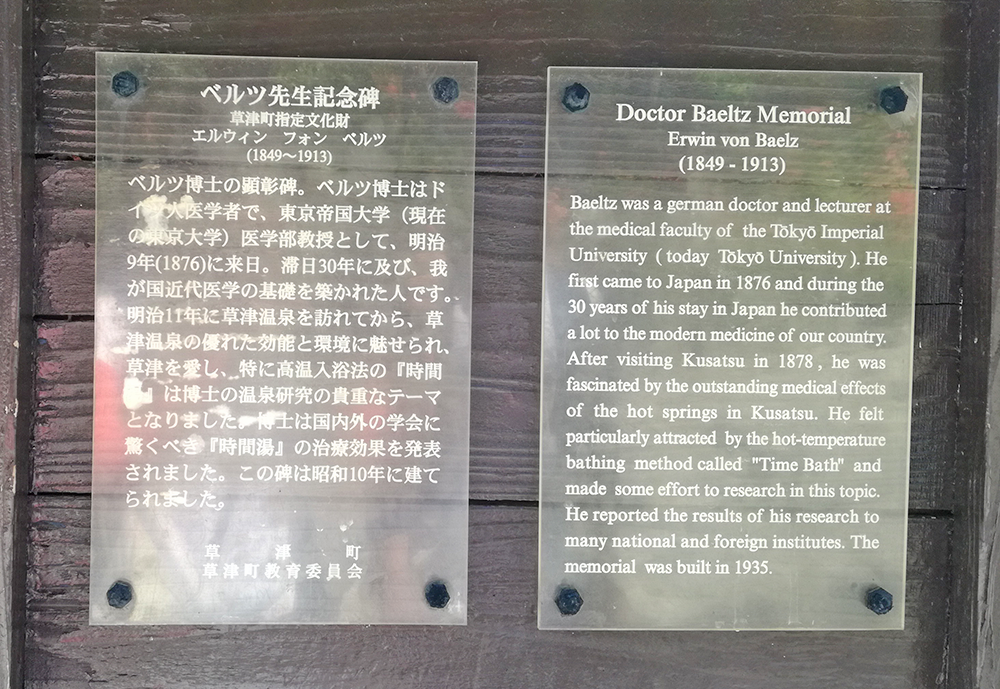 ベルツ先生記念碑
草津町指定文化財
エルウィン フォン ベルツ
(1849〜1913)
ベルツ博士の顕彰碑。ベルツ博士はド
イ 人医学者で、東京帝国大学（現在
の東京大学）医学部教授として、明治
9年(1876)に来日。滞日30年に及び、我
が国近代医学の基礎を築かれた人です。
明治11年に草津温泉を訪れてから、草
津温泉の優れた効能と環境に魅せられ、
草津を愛し、特に高温入浴法の『時間
』は博士の温泉研究の貴重なテーマ
となりました。博士は国内外の学会に
驚くべき『時間湯』の治療効果を発表
されました。この碑は昭和10年に建て
られました。
草津町
草津町教育委員会
Doctor Baeltz Memorial
Erwin von Baelz
(1849 - 1913)
Baeltz was a german doctor and lecturer at
the medical faculty of the Tōkyō Imperial
University ( today Tōkyō University ). He
first came to Japan in 1876 and during the
30 years of his stay in Japan he contributed
a lot to the modern medicine of our country.
After visiting Kusatsu in 1878 , he was
fascinated by the outstanding medical effects
of the hot springs in Kusatsu. He felt
particularly attracted by the hot-temperature
bathing method called "Time Bath" and
made some effort to research in this topic.
He reported the results of his research to
many national and foreign institutes. The
memorial was built in 1935.